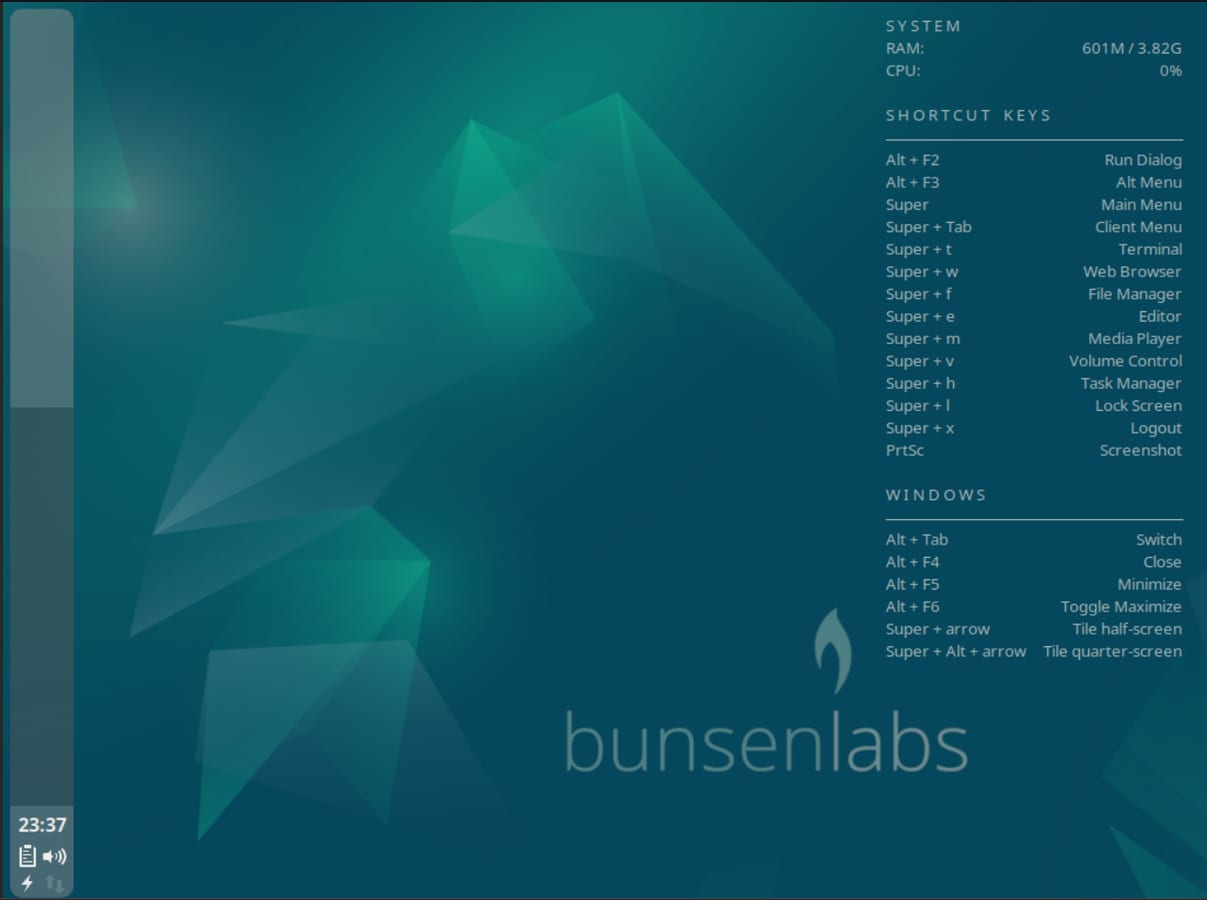 SYSTEM
RAM: 601M / 3.82G
CPU: 0%
SHORTCUT KEYS
Alt + F2 Run Dialog
Alt + F3 Alt Menu
Super Main Menu
Super + Tab Client Menu
Super + t Terminal
Super + w Web Browser
Super + f File Manager
Super + e Editor
Super + m Media Player
Super + v Volume Control
Super + h Task Manager
Super + l Lock Screen
Super + x Logout
PrtSc Screenshot
WINDOWS
Alt + Tab Switch
Alt + F4 Close
Alt + F5 Minimize
Alt + F6 Toggle Maximize
Super + arrow Tile half-screen
Super + Alt + arrow Tile quarter-screen
bunsenlabs
23:37